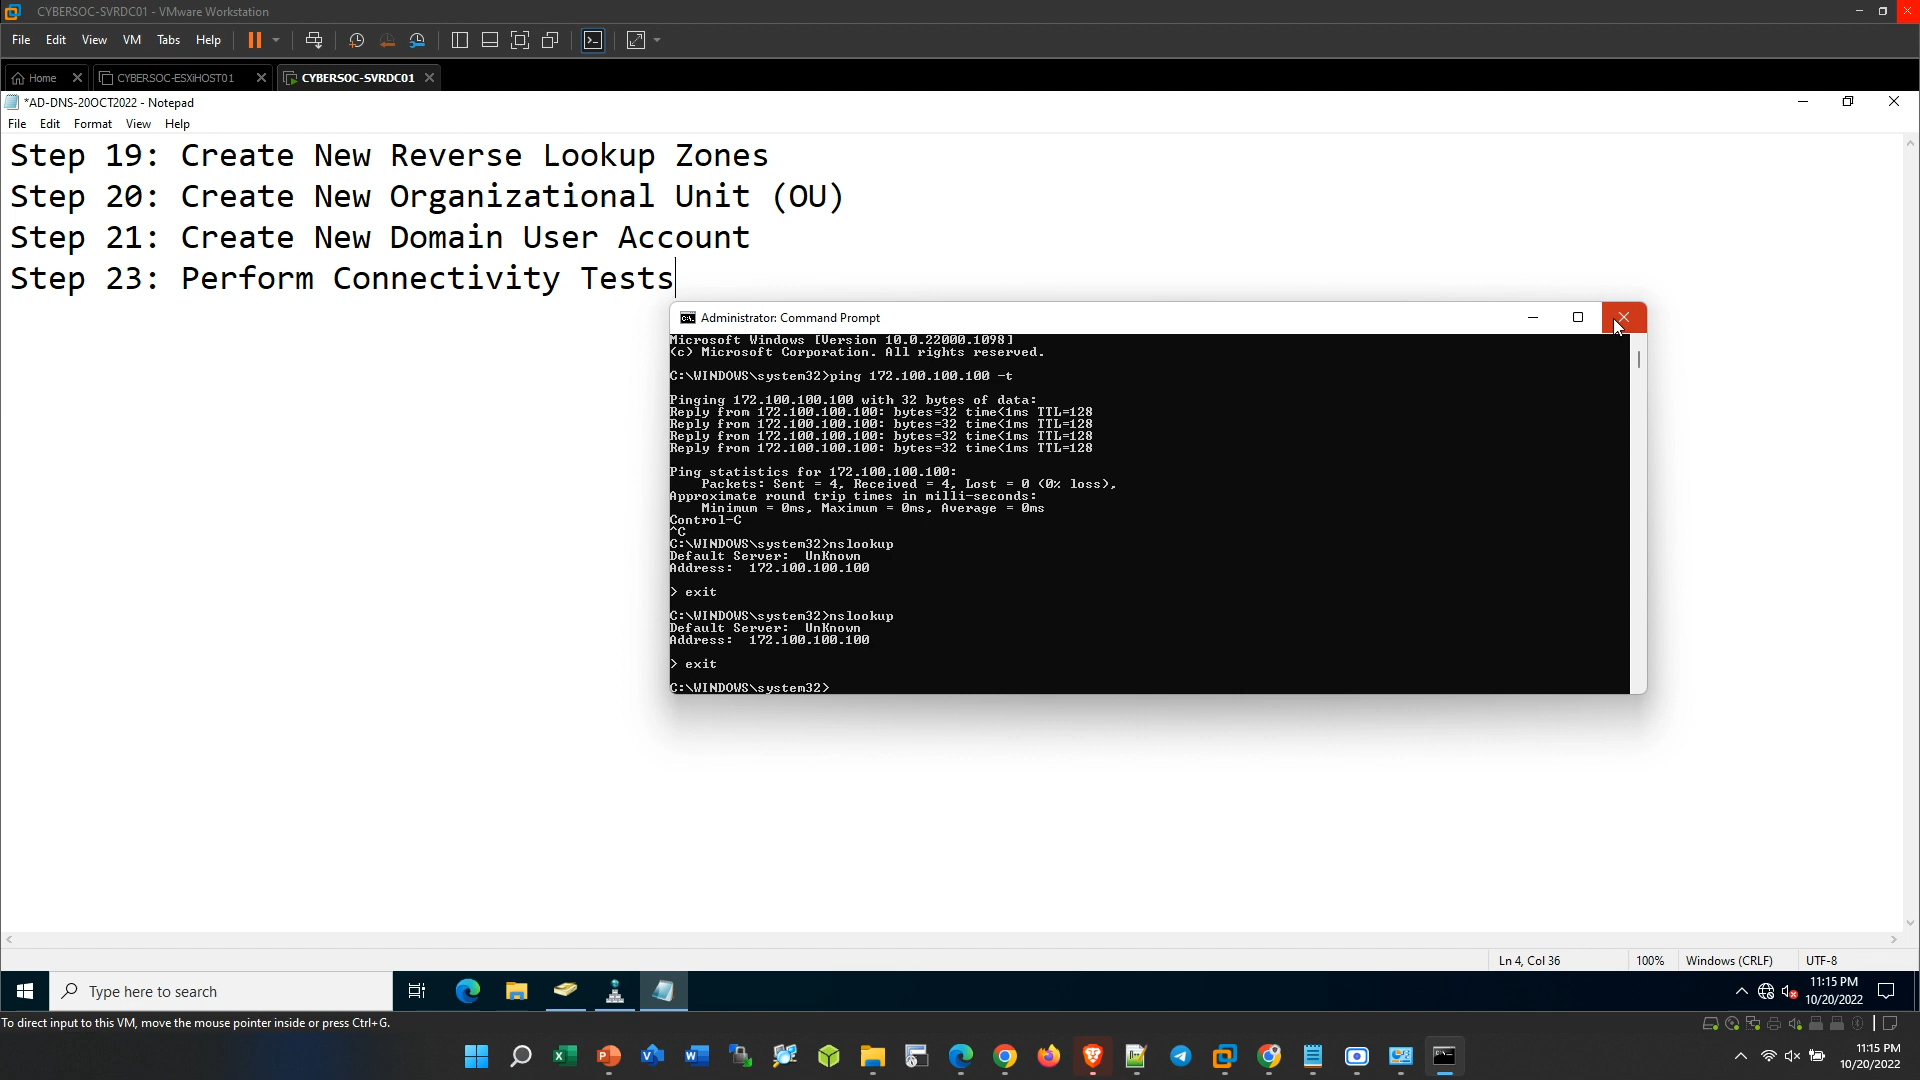 CYBERSOC-SVRDC01 - VMware Workstation
File Edit View VM Tabs Help
Home CYBERSOC-ESXiHOST01 CYBERSOC-SVRDC01
*AD-DNS-20OCT2022 - Notepad
File Edit Format View Help
Step 19: Create New Reverse Lookup Zones
Step 20: Create New Organizational Unit (OU)
Step 21: Create New Domain User Account
Step 23: Perform Connectivity Tests
Administrator: Command Prompt
Microsoft Windows [Version 10.0.22000.1098]
(c) Microsoft Corporation. All rights reserved.
C:\WINDOWS\system32>ping 172.100.100.100 -t
Pinging 172.100.100.100 with 32 bytes of data:
Reply from 172.100.100.100: bytes=32 time<1ms TTL=128
Reply from 172.100.100.100: bytes=32 time<1ms TTL=128
Reply from 172.100.100.100: bytes=32 time<1ms TTL=128
Reply from 172.100.100.100: bytes=32 time<1ms TTL=128
Ping statistics for 172.100.100.100:
Packets: Sent = 4, Received = 4, Lost = 0 (0% loss),
Approximate round trip times in milli-seconds:
Minimum = 0ms, Maximum = 0ms, Average = 0ms
Control-C
^C
C:\WINDOWS\system32>nslookup
Default Server: UnKnown
Address: 172.100.100.100
> exit
C:\WINDOWS\system32>nslookup
Default Server: UnKnown
Address: 172.100.100.100
> exit
C:\WINDOWS\system32>
Ln 4, Col 36 100% Windows (CRLF) UTF-8
Type here to search
11:15 PM
10/20/2022
To direct input to this VM, move the mouse pointer inside or press Ctrl+G.
11:15 PM
10/20/2022